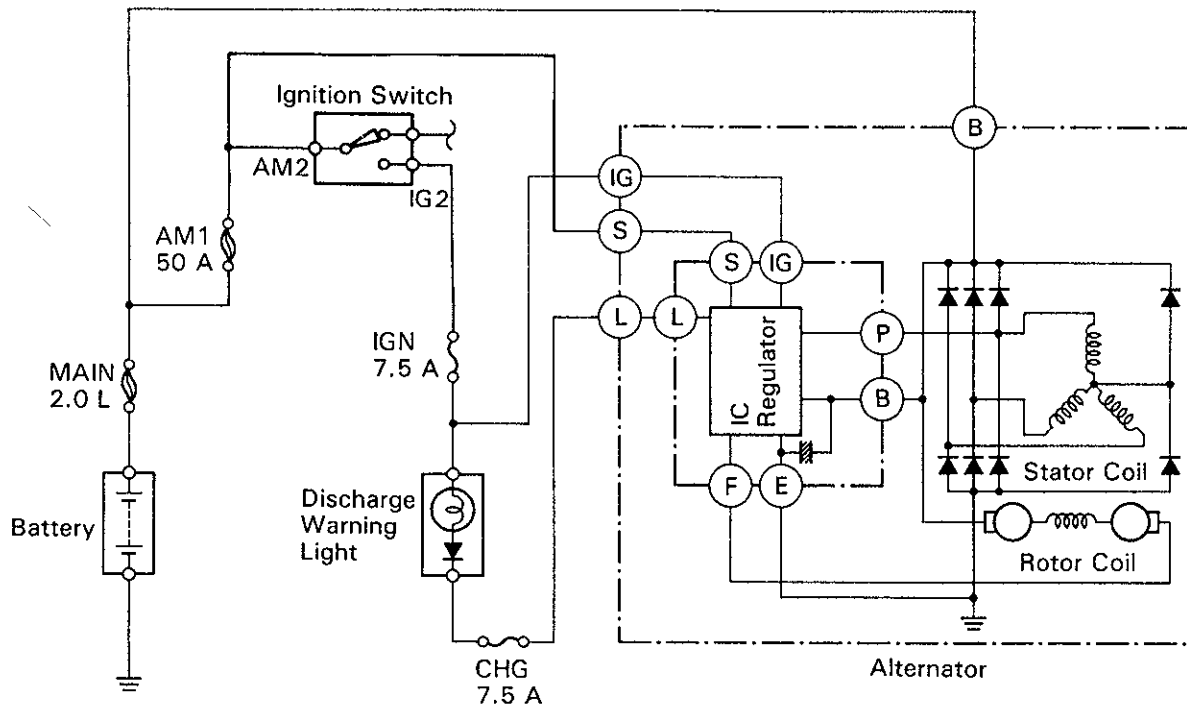 Ignition Switch
AM2
IG2
AM1
50 A
MAIN
2.0 L
Battery
IGN
7.5 A
Discharge
Warning
Light
CHG
7.5 A
B
IG
S
L
S
IG
L
P
B
F
E
IC
Regulator
Stator Coil
Rotor Coil
Alternator